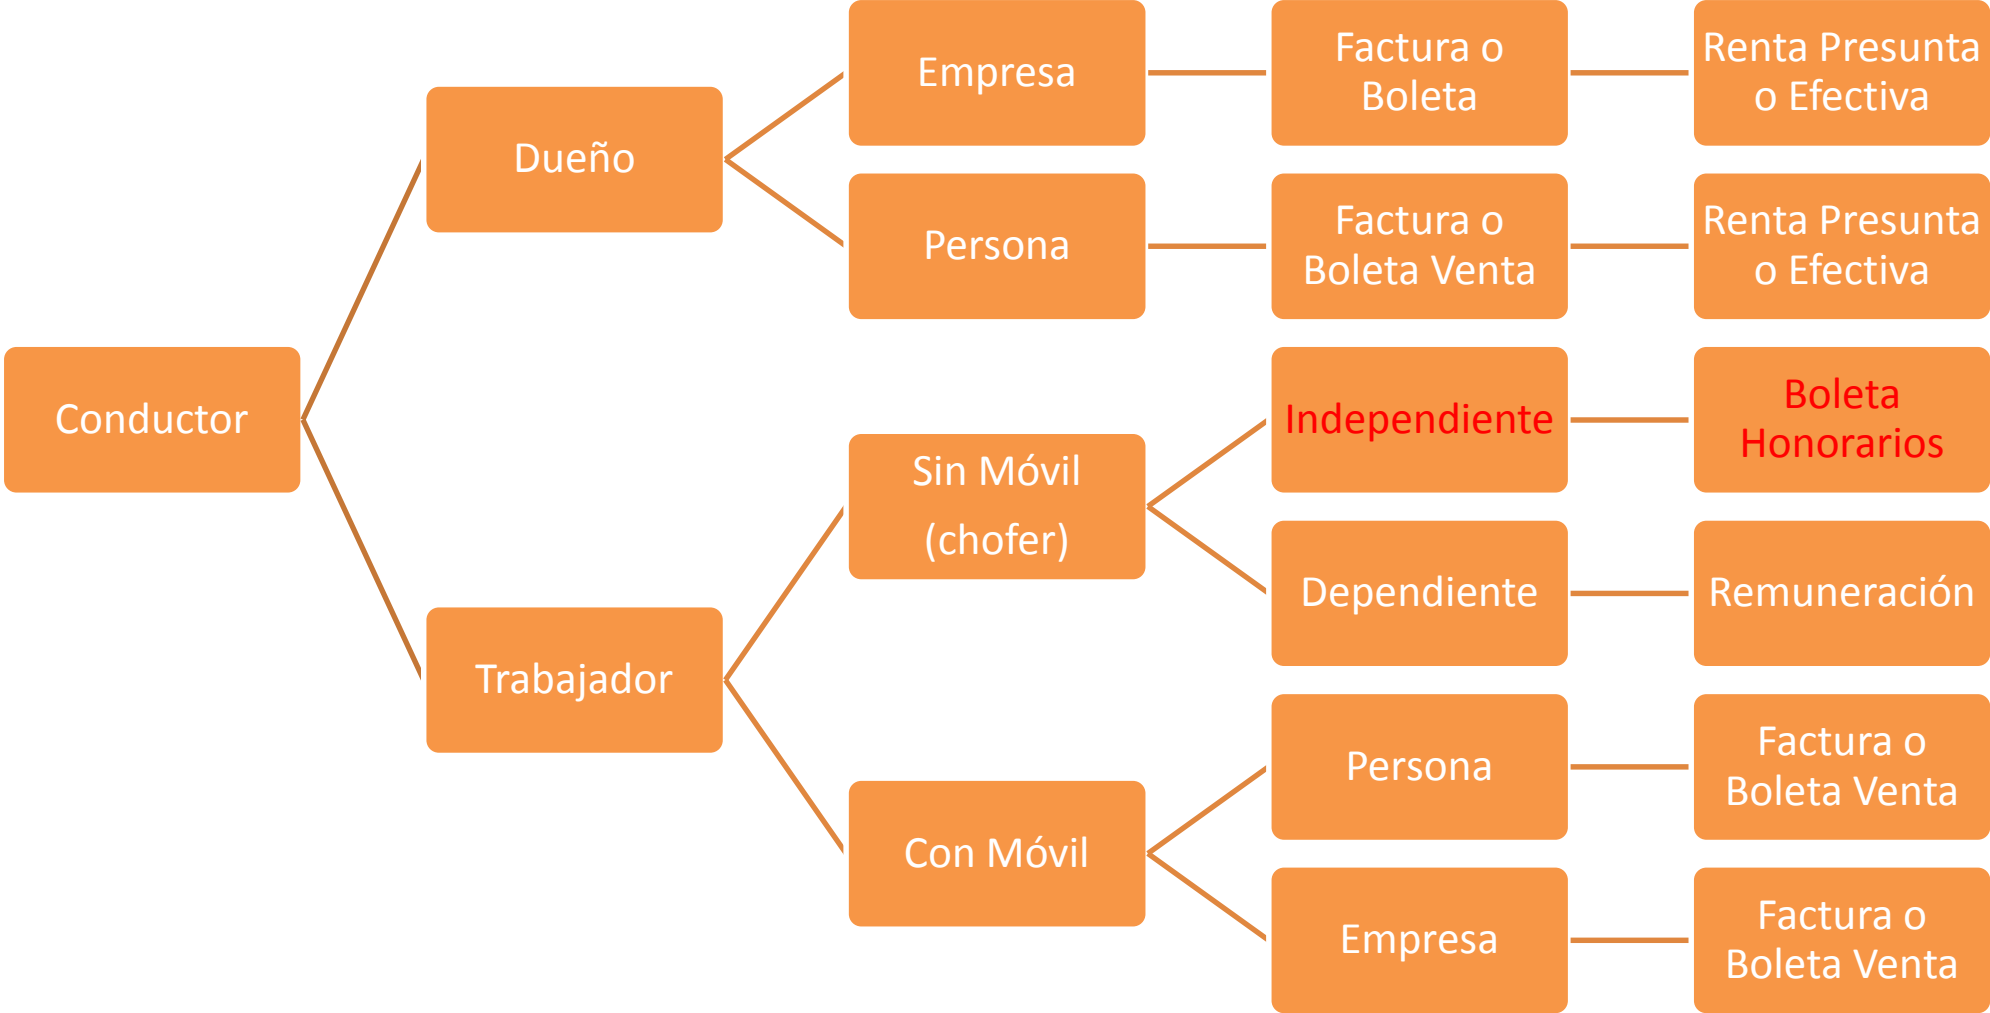 Conductor
Dueño
Empresa
Factura o
Boleta
Renta Presunta
o Efectiva
Persona
Factura o
Boleta Venta
Renta Presunta
o Efectiva
Trabajador
Sin Móvil
(chofer)
Independiente
Boleta
Honorarios
Dependiente
Remuneración
Con Móvil
Persona
Factura o
Boleta Venta
Empresa
Factura o
Boleta Venta